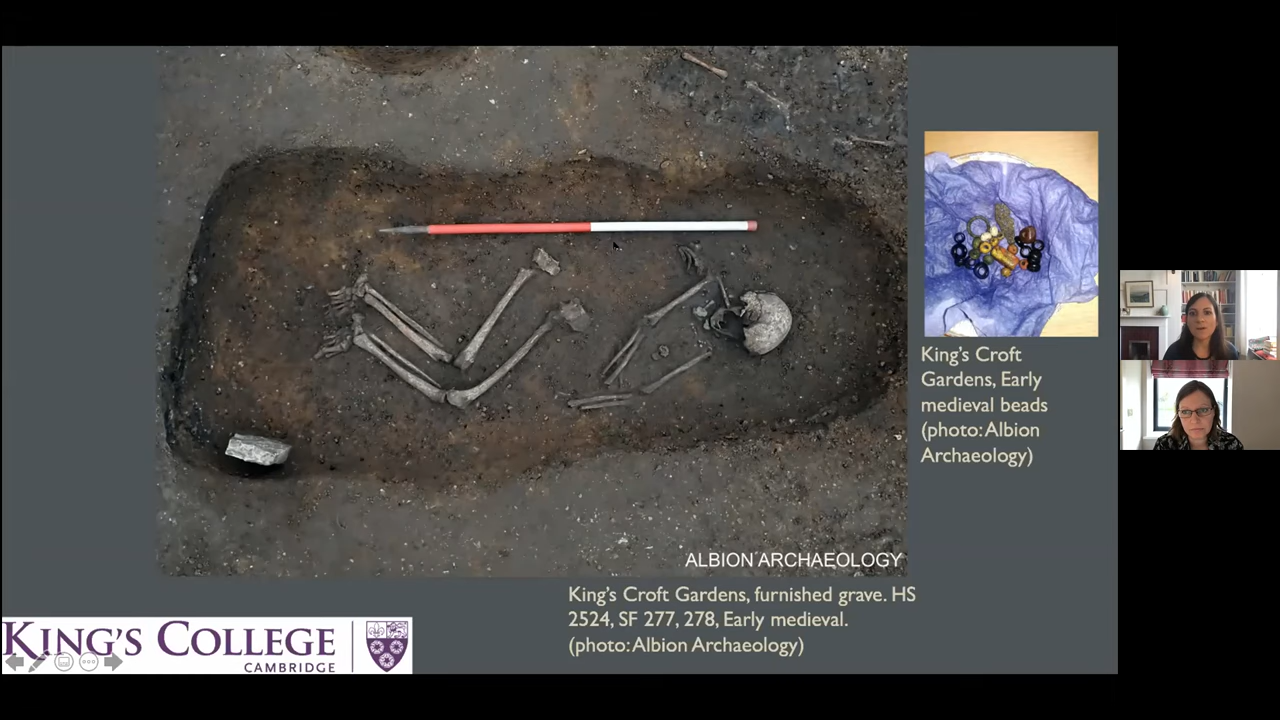 King's Croft
Gardens, Early
medieval beads
(photo: Albion
Archaeology)
ALBION ARCHAEOLOGY
King's Croft Gardens, furnished grave. HS
2524, SF 277, 278, Early medieval.
(photo: Albion Archaeology)
KING'S COLLEGE
CAMBRIDGE